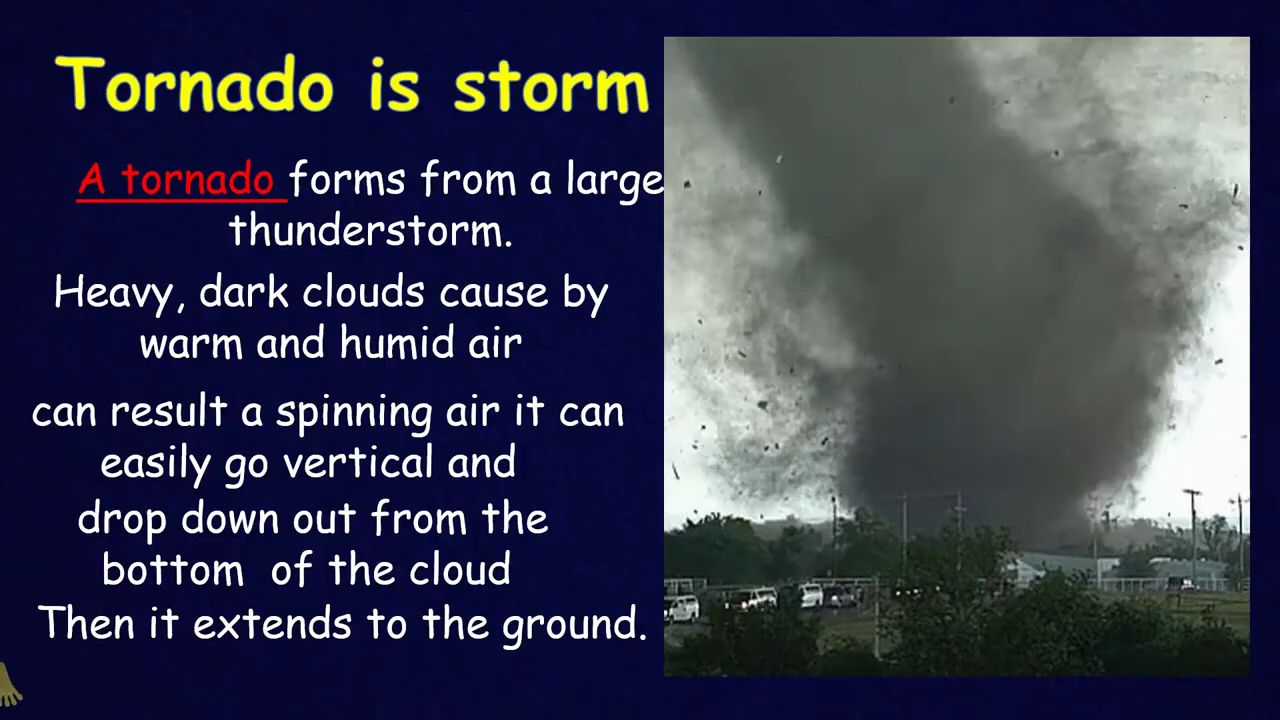 Tornado is storm
A tornado forms from a large
thunderstorm.
Heavy, dark clouds cause by
warm and humid air
can result a spinning air it can
easily go vertical and
drop down out from the
bottom of the cloud
Then it extends to the ground.